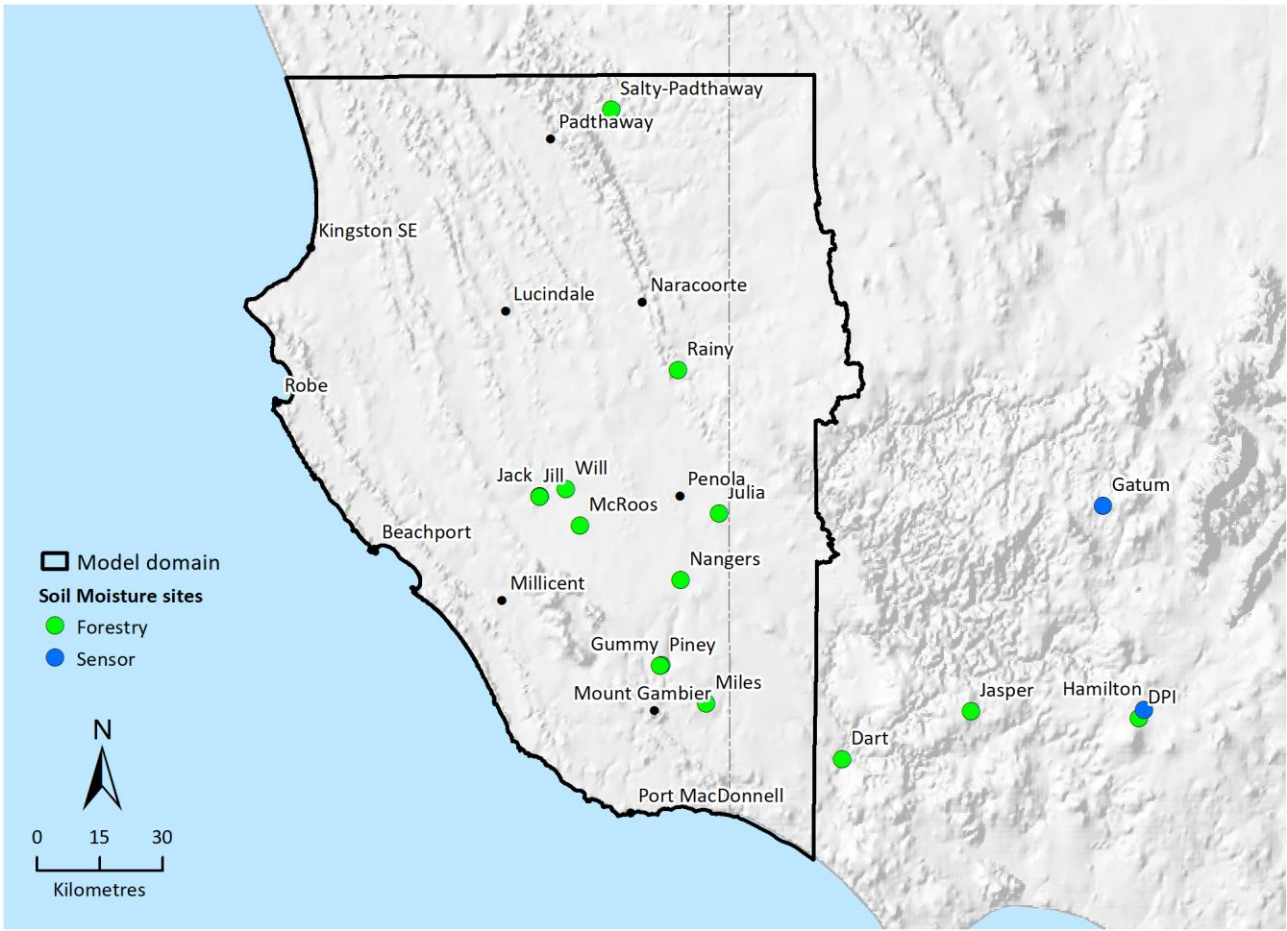 Salty-Padthaway
Padthaway
Kingston SE
Lucindale
Naracoorte
Rainy
Robe
Jack Jill Will
Penola
Julia
McRoos
Gatum
Beachport
Model domain
Nangers
Millicent
Soil Moisture sites
Forestry
Sensor
Gummy Piney
Miles
Mount Gambier
Jasper
Hamilton
DPI
Dart
N
Port MacDonnell
0 15 30
Kilometres